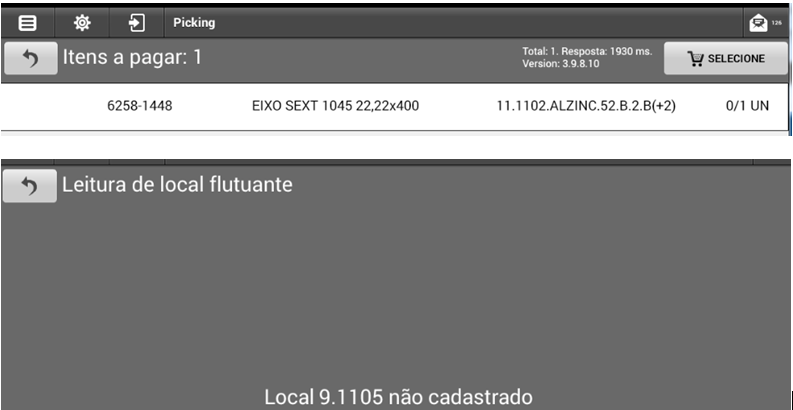 Picking
126
Itens a pagar: 1
Total: 1. Resposta: 1930 ms.
Version: 3.9.8.10
SELECIONE
6258-1448 EIXO SEXT 1045 22,22x400 11.1102.ALZINC.52.B.2.B(+2) 0/1 UN
Leitura de local flutuante
Local 9.1105 não cadastrado